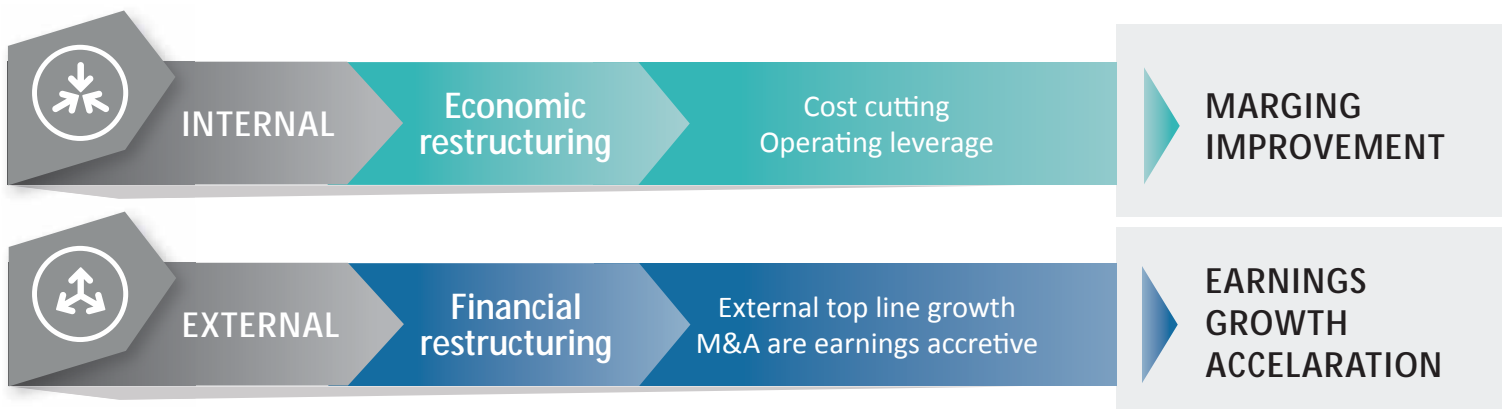 INTERNAL
Economic
restructuring
Cost cutting
Operating leverage
MARGING
IMPROVEMENT
EXTERNAL
Financial
restructuring
External top line growth
M&A are earnings accretive
EARNINGS
GROWTH
ACCELARATION